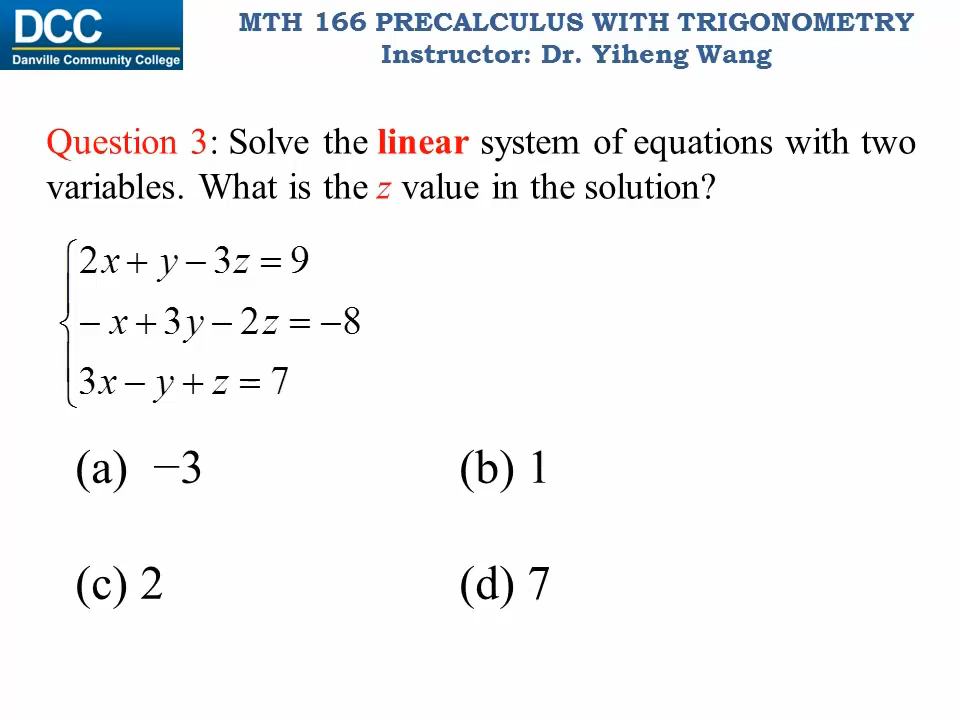 DCC
Danville Community College
MTH 166 PRECALCULUS WITH TRIGONOMETRY
Instructor: Dr. Yiheng Wang
Question 3: Solve the linear system of equations with two
variables. What is the z value in the solution?
2x + y − 3z = 9
− x + 3y − 2z = −8
3x − y + z = 7
(a) −3
(b) 1
(c) 2
(d) 7